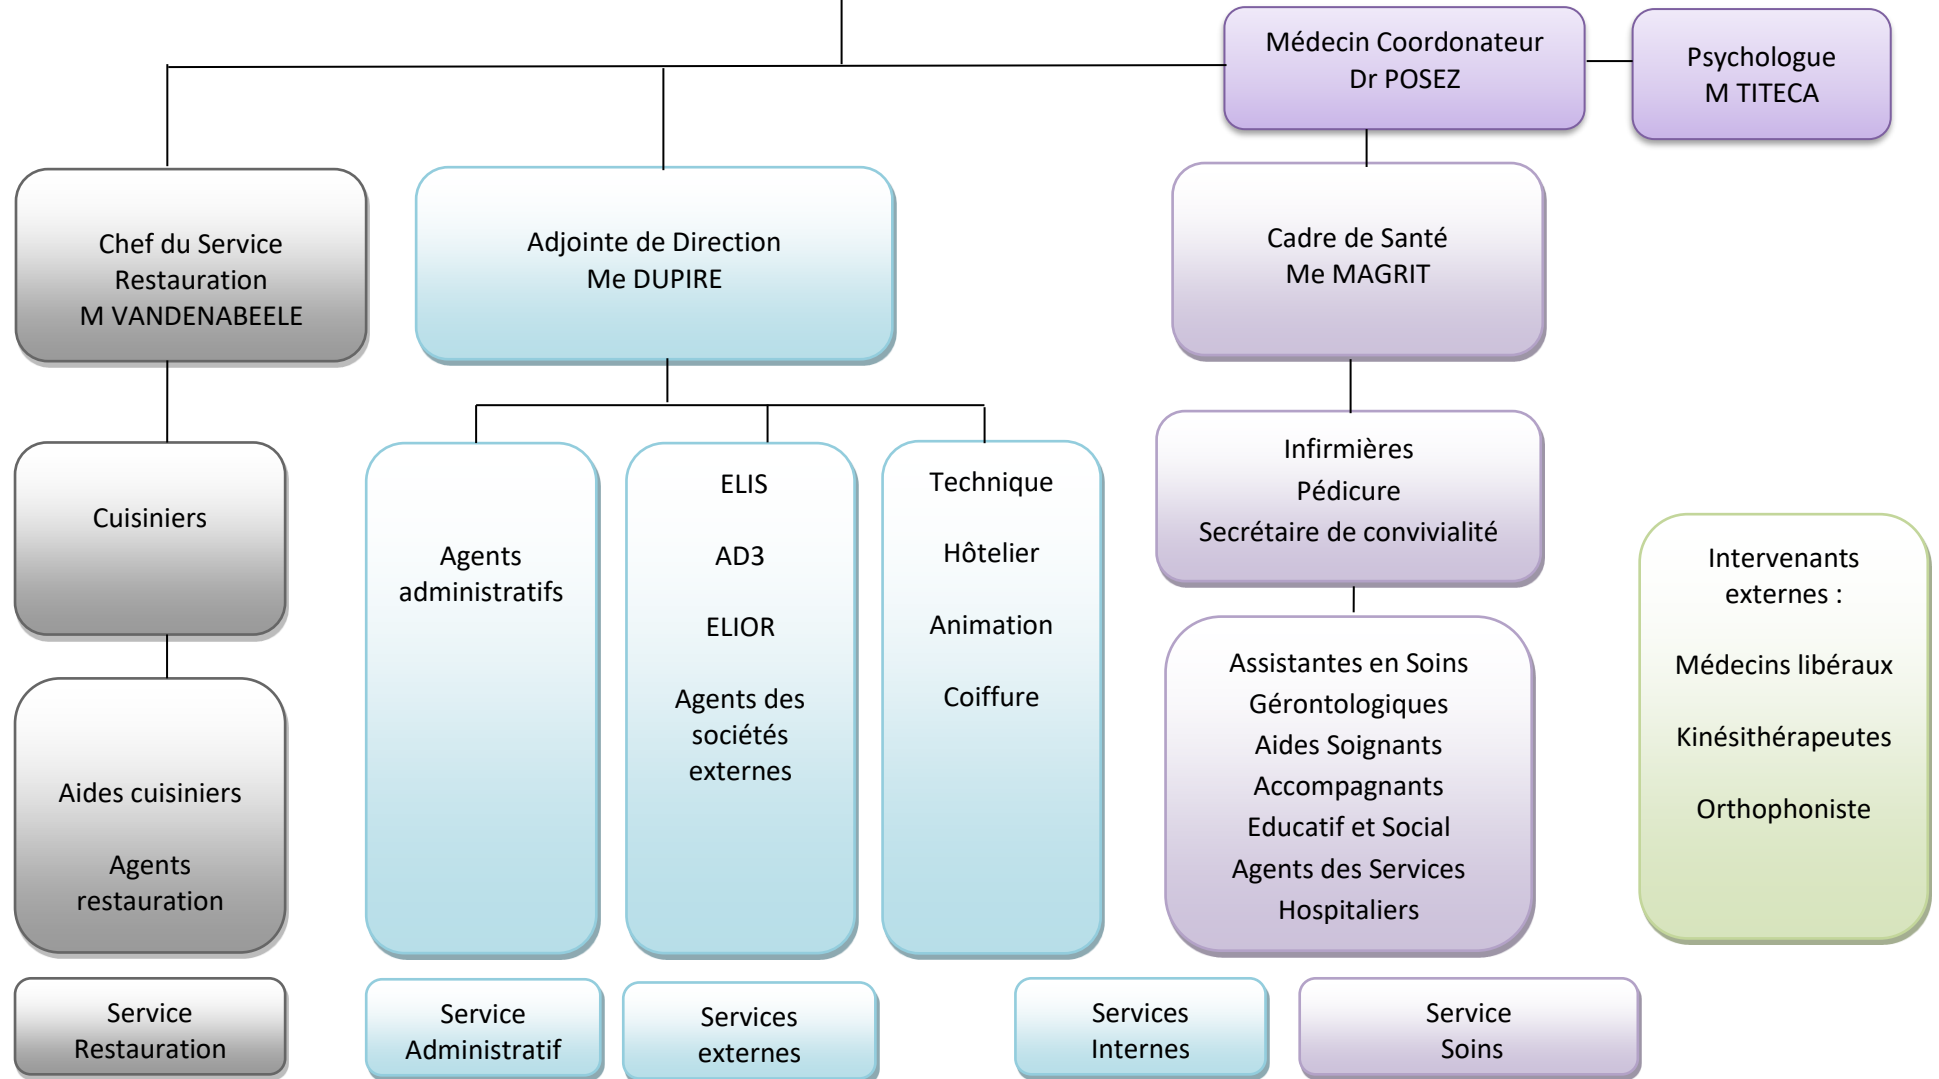 Médecin Coordonateur
Dr POSEZ
Psychologue
M TITECA
Chef du Service
Restauration
M VANDENABEELE
Adjointe de Direction
Me DUPIRE
Cadre de Santé
Me MAGRIT
Cuisiniers
Aides cuisiniers
Agents
restauration
Agents
administratifs
ELIS
AD3
ELIOR
Agents des
sociétés
externes
Technique
Hôtelier
Animation
Coiffure
Infirmières
Pédicure
Secrétaire de convivialité
Assistantes en Soins
Gérontologiques
Aides Soignants
Accompagnants
Educatif et Social
Agents des Services
Hospitaliers
Intervenants
externes :
Médecins libéraux
Kinésithérapeutes
Orthophoniste
Service
Restauration
Service
Administratif
Services
externes
Services
Internes
Service
Soins